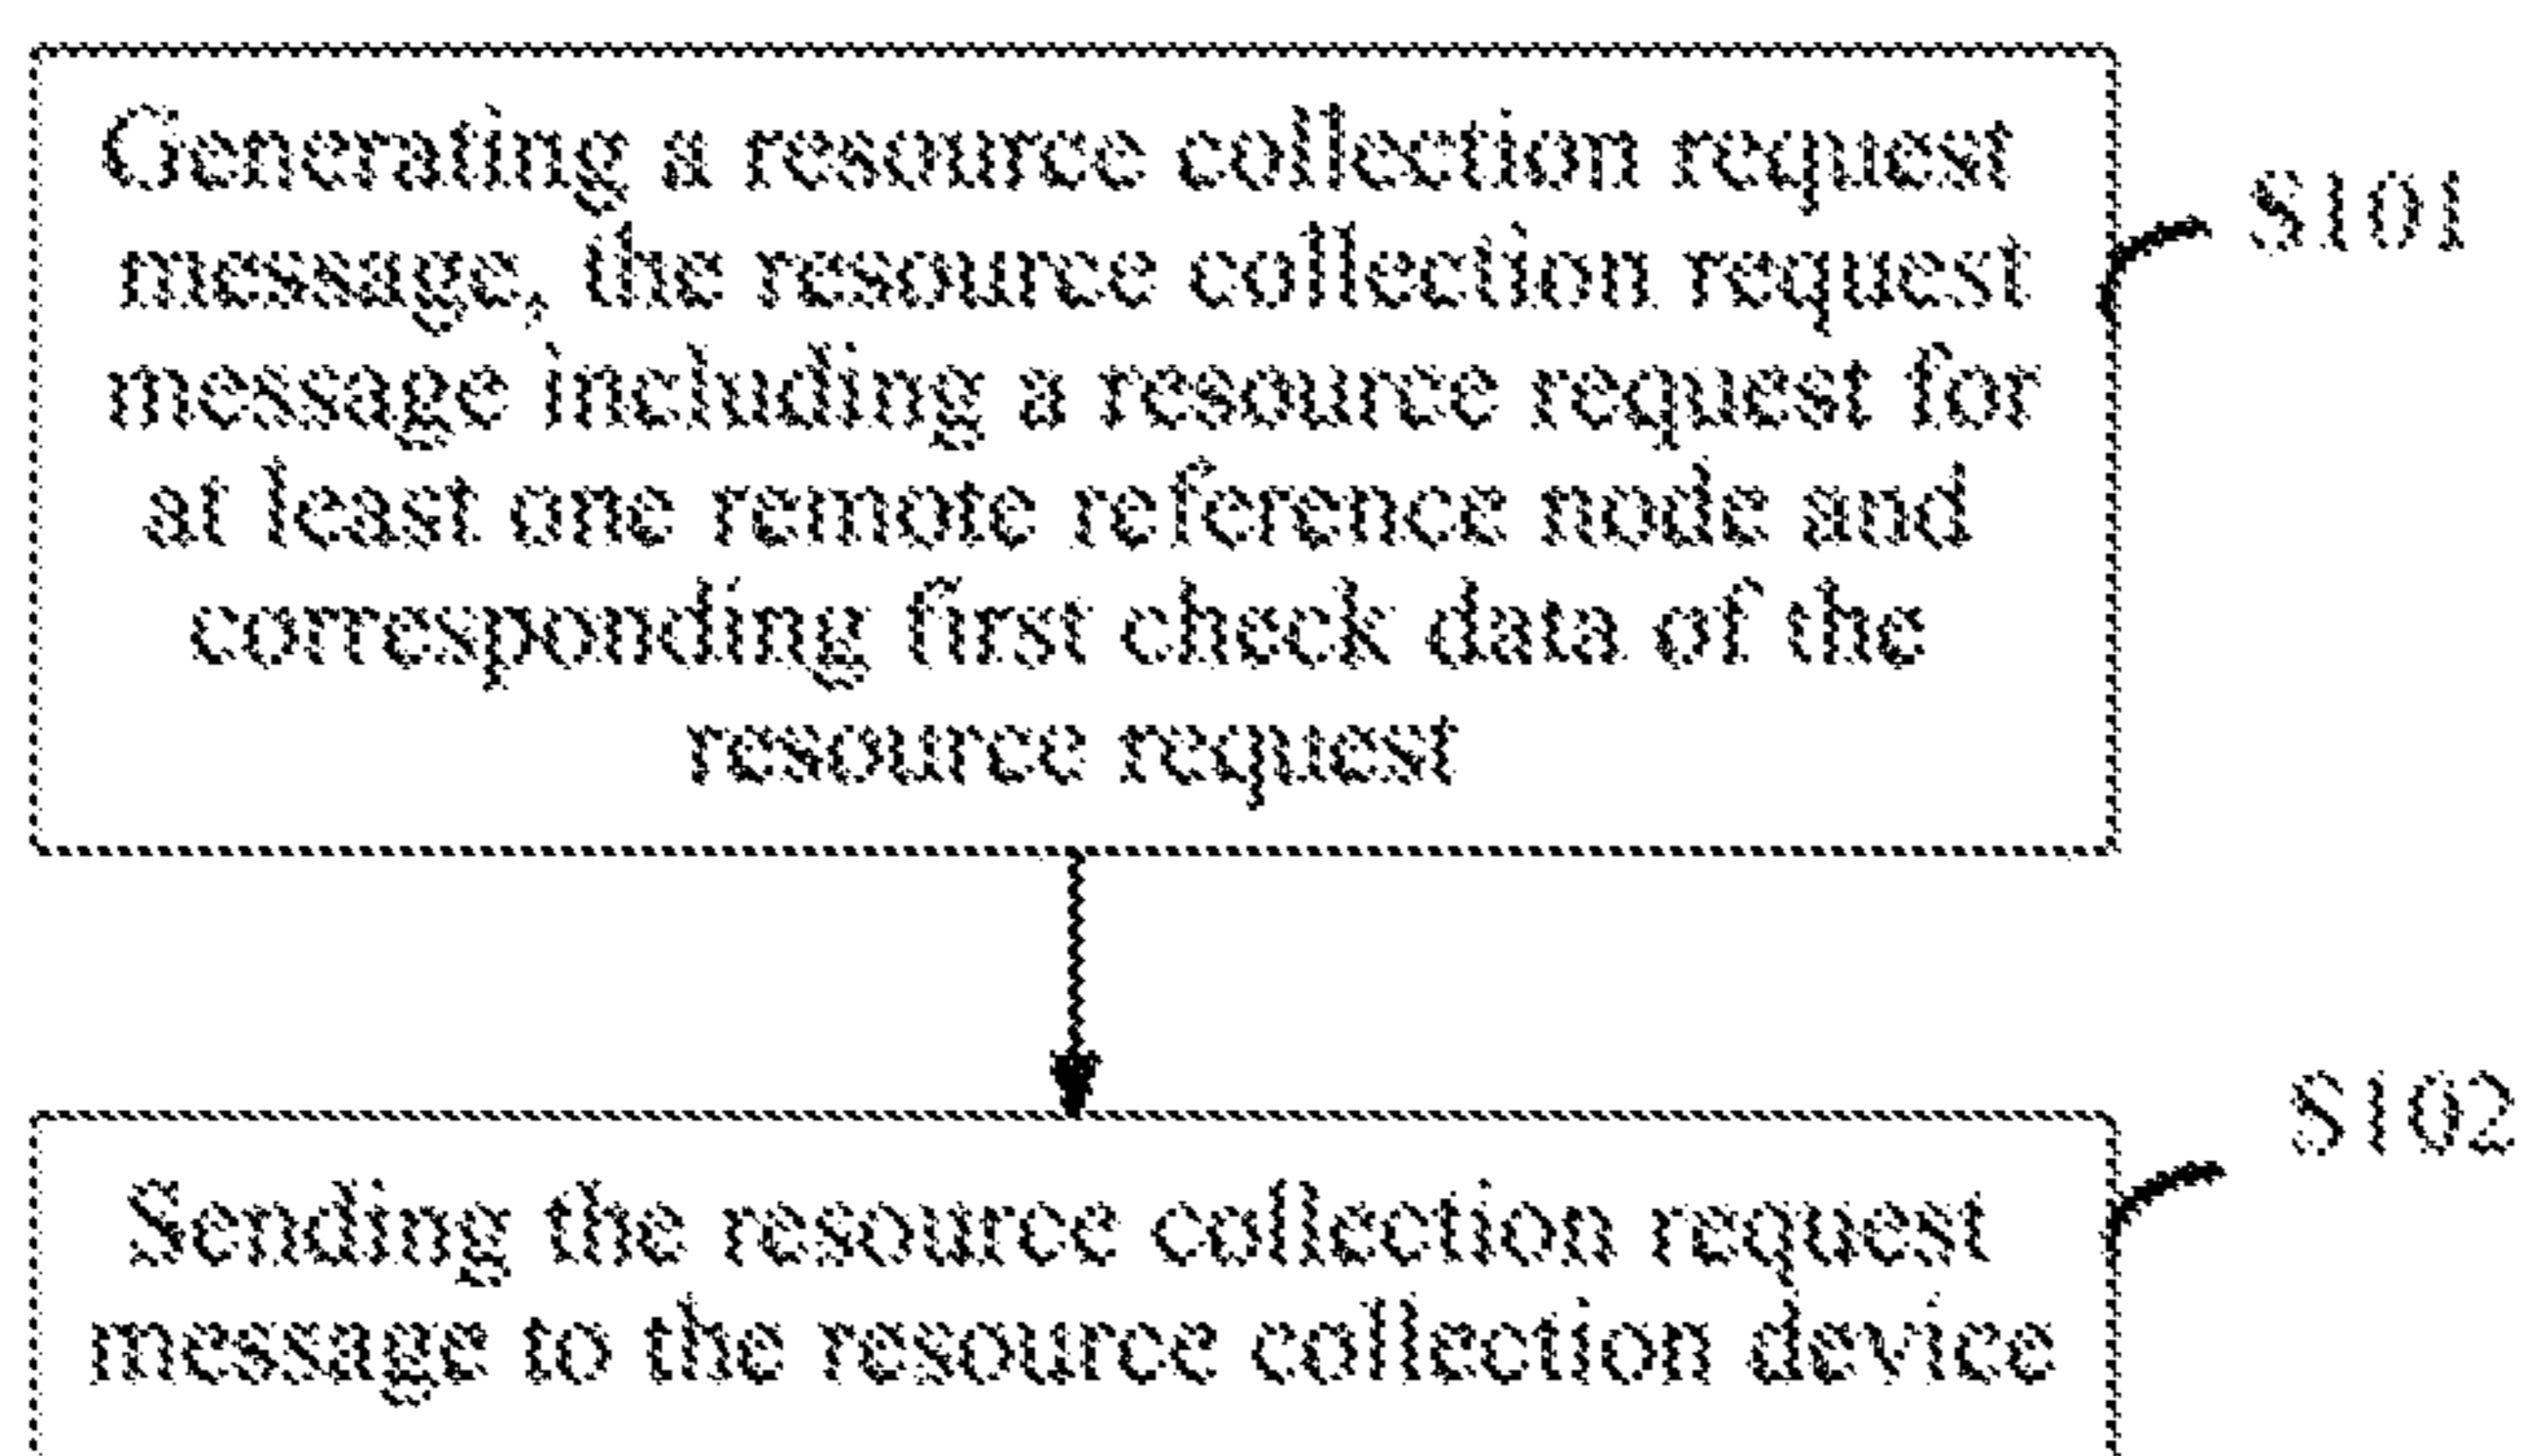 Generating a resource collection request
message, the resource collection request
message including a resource request for
at least one remote reference node and
corresponding first check data of the
resource request
S101
S102
Sending the resource collection request
message to the resource collection device